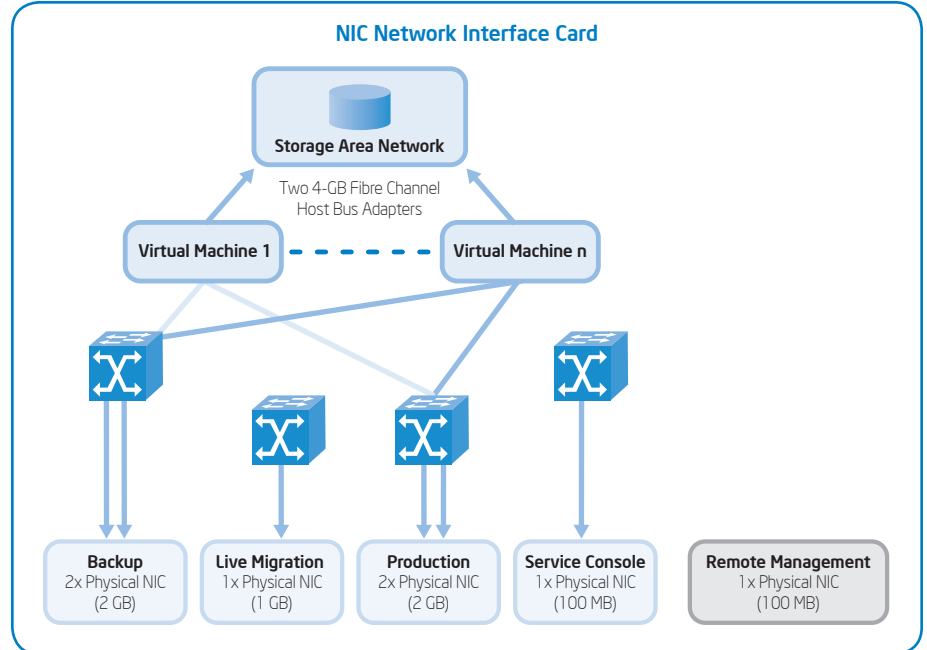 NIC Network Interface Card
Storage Area Network
Two 4-GB Fibre Channel
Host Bus Adapters
Virtual Machine 1
Virtual Machine n
Backup
2x Physical NIC
(2 GB)
Live Migration
1x Physical NIC
(1 GB)
Production
2x Physical NIC
(2 GB)
Service Console
1x Physical NIC
(100 MB)
Remote Management
1x Physical NIC
(100 MB)